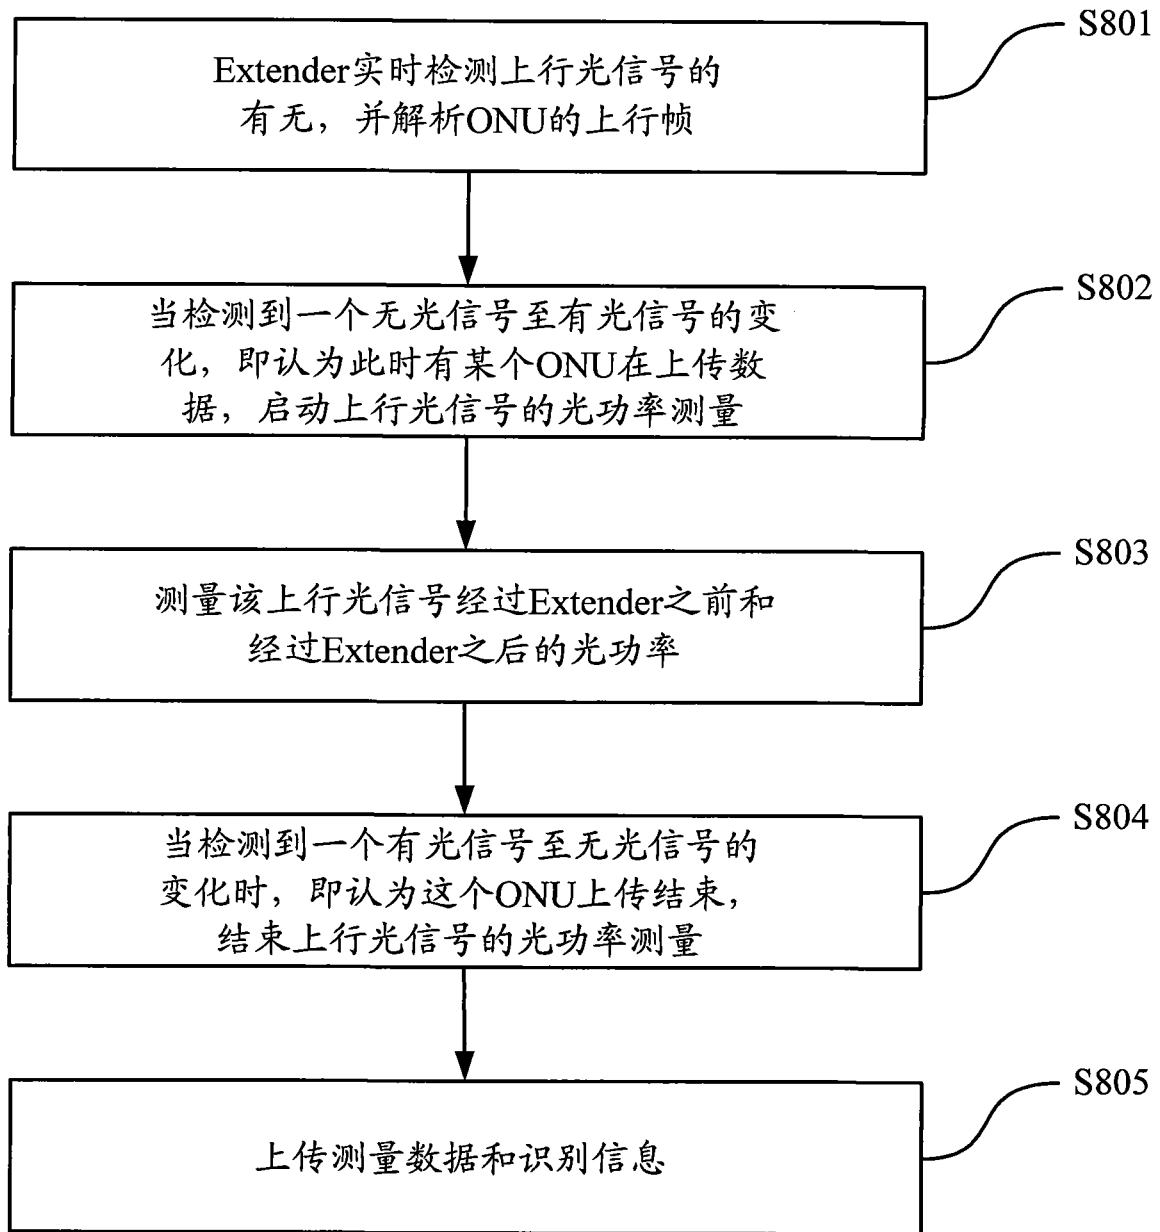 S801
Extender实时检测上行光信号的
有无，并解析ONU的上行帧
S802
当检测到一个无光信号至有光信号的变
化，即认为此时有某个ONU在上传数
据，启动上行光信号的光功率测量
S803
测量该上行光信号经过Extender之前和
经过Extender之后的光功率
S804
当检测到一个有光信号至无光信号的
变化时，即认为这个ONU上传结束，
结束上行光信号的光功率测量
S805
上传测量数据和识别信息